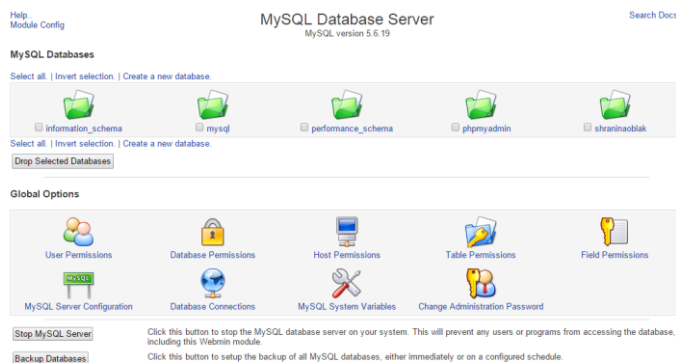 Help..
Module Config
MySQL Database Server
MySQL version 5.6.19
Search Docs
MySQL Databases
Select all. | Invert selection. | Create a new database.
information_schema
mysql
performance_schema
phpmyadmin
shraninaoblak
Select all. | Invert selection. | Create a new database.
Drop Selected Databases
Global Options
User Permissions
Database Permissions
Host Permissions
Table Permissions
Field Permissions
MySQL
MySQL Server Configuration
Database Connections
MySQL System Variables
Change Administration Password
Stop MySQL Server
Click this button to stop the MySQL database server on your system. This will prevent any users or programs from accessing the database,
including this Webmin module.
Backup Databases
Click this button to setup the backup of all MySQL databases, either immediately or on a configured schedule.